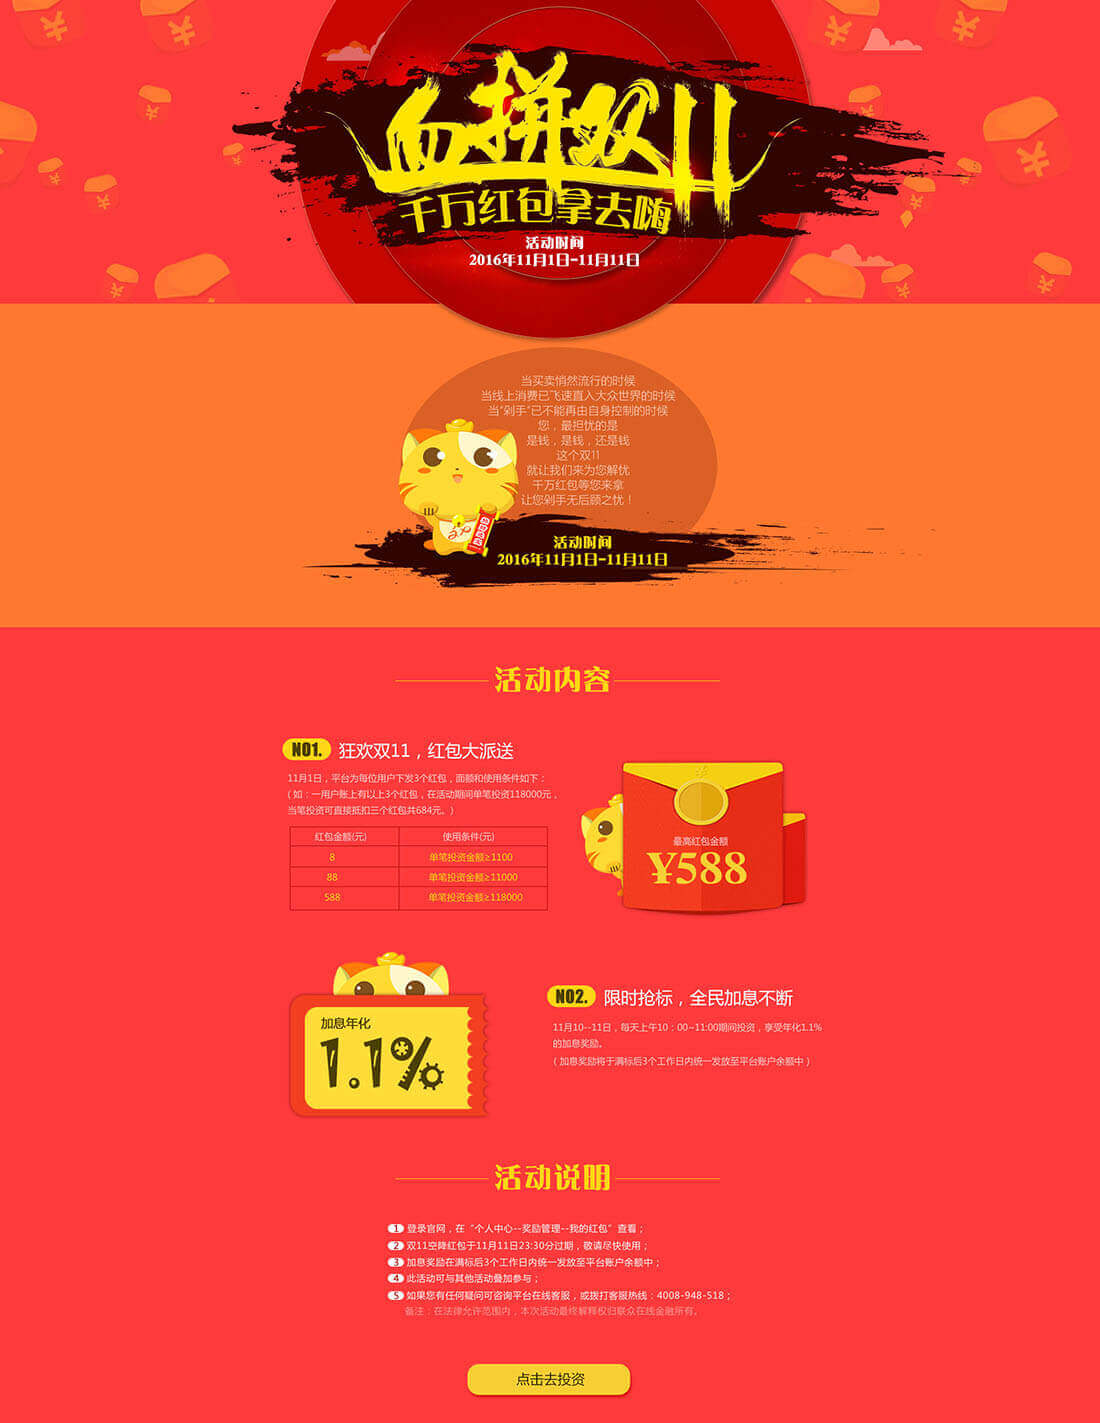 血拼双11
千万红包拿去嗨
活动时间
2016年11月1日-11月11日
当买卖悄然流行的时候
当线上消费已飞速直入大众世界的时候
当“剁手”已不能再由自身控制的时候
您，最担忧的是
是钱，是钱，还是钱
这个双11
就让我们来为您解忧
千万红包等您来拿
让您剁手无后顾之忧！
活动时间
2016年11月1日-11月11日
活动内容
NO1. 狂欢双11，红包大派送
11月1日，平台为每位用户下发3个红包，面额和使用条件如下：
( 如：一用户账上有以上3个红包，在活动期间单笔投资118000元，
当笔投资可直接抵扣三个红包共684元。)
红包金额(元) 使用条件(元)
8 单笔投资金额≥1100
88 单笔投资金额≥11000
588 单笔投资金额≥118000
最高红包金额
¥588
加息年化
1.1%
NO2. 限时抢标，全民加息不断
11月10--11日，每天上午10：00~11:00期间投资，享受年化1.1%
的加息奖励。
( 加息奖励将于满标后3个工作日内统一发放至平台账户余额中 )
活动说明
1 登录官网，在“个人中心--奖励管理--我的红包”查看；
2 双11空降红包于11月11日23:30分过期，敬请尽快使用；
3 加息奖励在满标后3个工作日内统一发放至平台账户余额中；
4 此活动可与其他活动叠加参与；
5 如果您有任何疑问可咨询平台在线客服，或拨打客服热线：4008-948-518；
备注：在法律允许范围内，本次活动最终解释权归联众在线金融所有。
点击去投资